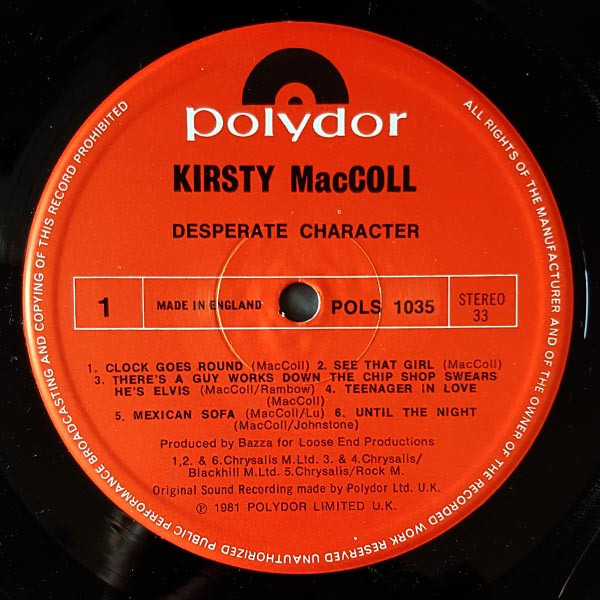 polydor
KIRSTY MacCOLL
DESPERATE CHARACTER
1
MADE IN ENGLAND
POLS 1035
STEREO
33
1. CLOCK GOES ROUND (MacColl) 2. SEE THAT GIRL (MacColl)
3. THERE'S A GUY WORKS DOWN THE CHIP SHOP SWEARS
HE'S ELVIS (MacColl/Rambow) 4. TEENAGER IN LOVE
(MacColl)
5. MEXICAN SOFA (MacColl/Lu) 6. UNTIL THE NIGHT
(MacColl/Johnstone)
Produced by Bazza for Loose End Productions
1,2. & 6.Chrysalis M.Ltd. 3. & 4.Chrysalis/
Blackhill M.Ltd. 5.Chrysalis/Rock M.
Original Sound Recording made by Polydor Ltd. U.K.
℗ 1981 POLYDOR LIMITED U.K.
ALL RIGHTS OF THE MANUFACTURER AND OF THE OWNER OF THE RECORDED WORK RESERVED UNAUTHORIZED PUBLIC PERFORMANCE BROADCASTING AND COPYING OF THIS RECORD PROHIBITED